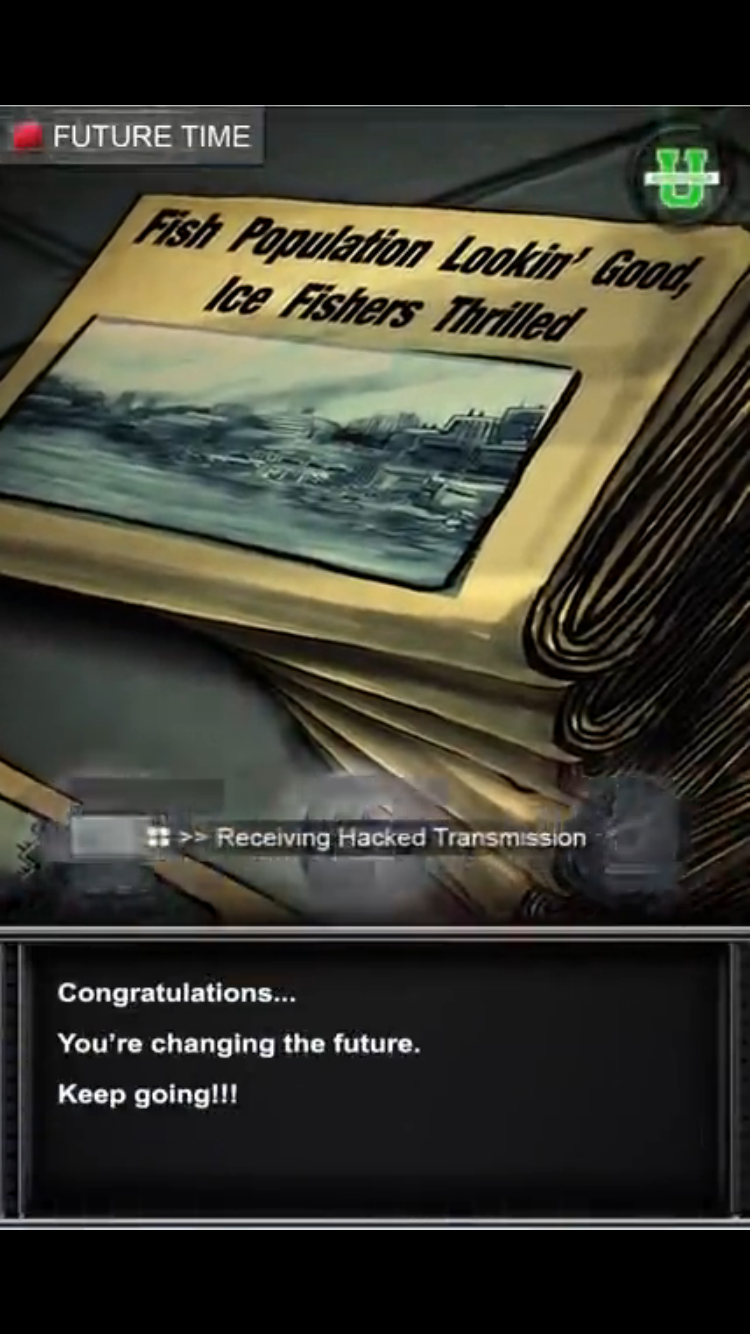 FUTURE TIME
U
Fish Population Lookin' Good,
Ice Fishers Thrilled
>> Receiving Hacked Transmission
Congratulations...
You're changing the future.
Keep going!!!